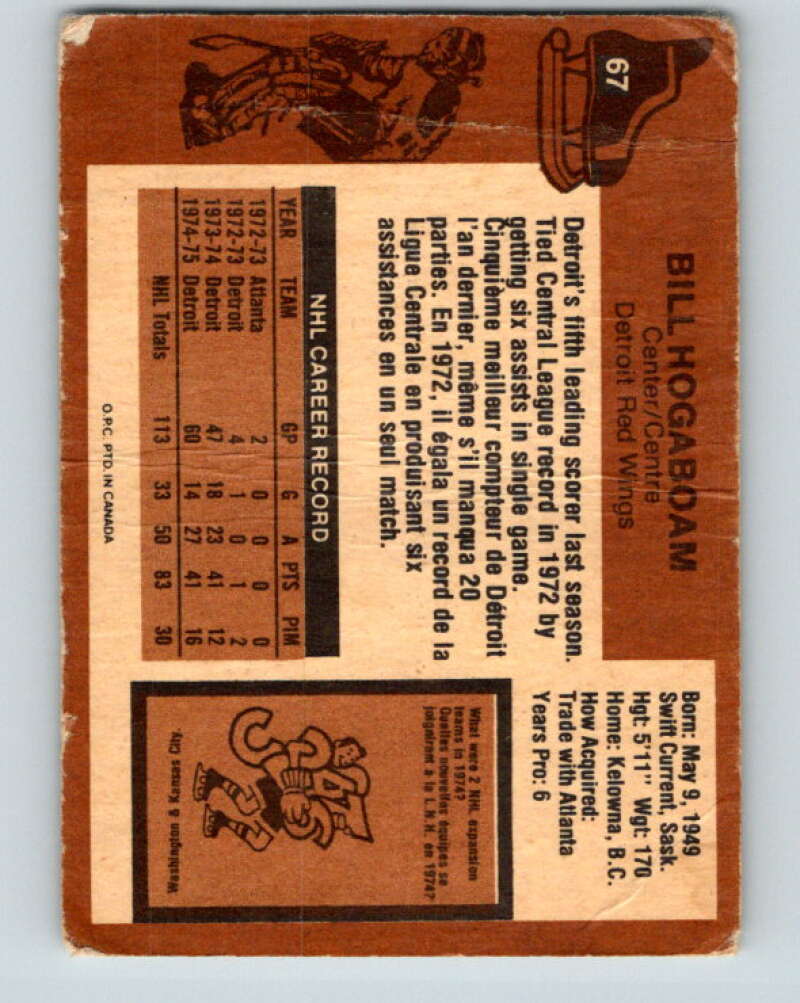 67
BILL HOGABOAM
Center/Centre
Detroit Red Wings
Born: May 9, 1949
Swift Current, Sask.
Hgt: 5'11" Wgt: 170
Home: Kelowna, B.C.
How Acquired:
Trade with Atlanta
Years Pro: 6
Detroit's fifth leading scorer last season.
Tied Central League record in 1972 by
getting six assists in single game.
Cinquième meilleur compteur de Détroit
l'an dernier, même s'il manqua 20
parties. En 1972, il égala un record de la
Ligue Centrale en produisant six
assistances en un seul match.
NHL CAREER RECORD
YEAR TEAM GP G A PTS PIM
1972-73 Atlanta 2 0 0 0 0
1972-73 Detroit 4 1 0 1 2
1973-74 Detroit 47 18 23 41 12
1974-75 Detroit 60 14 27 41 16
NHL Totals 113 33 50 83 30
What were 2 NHL expansion
teams in 1974?
Quelles nouvelles équipes se
joignirent à la L.N.H. en 1974?
Washington & Kansas
City
O.P.C. PTD. IN CANADA